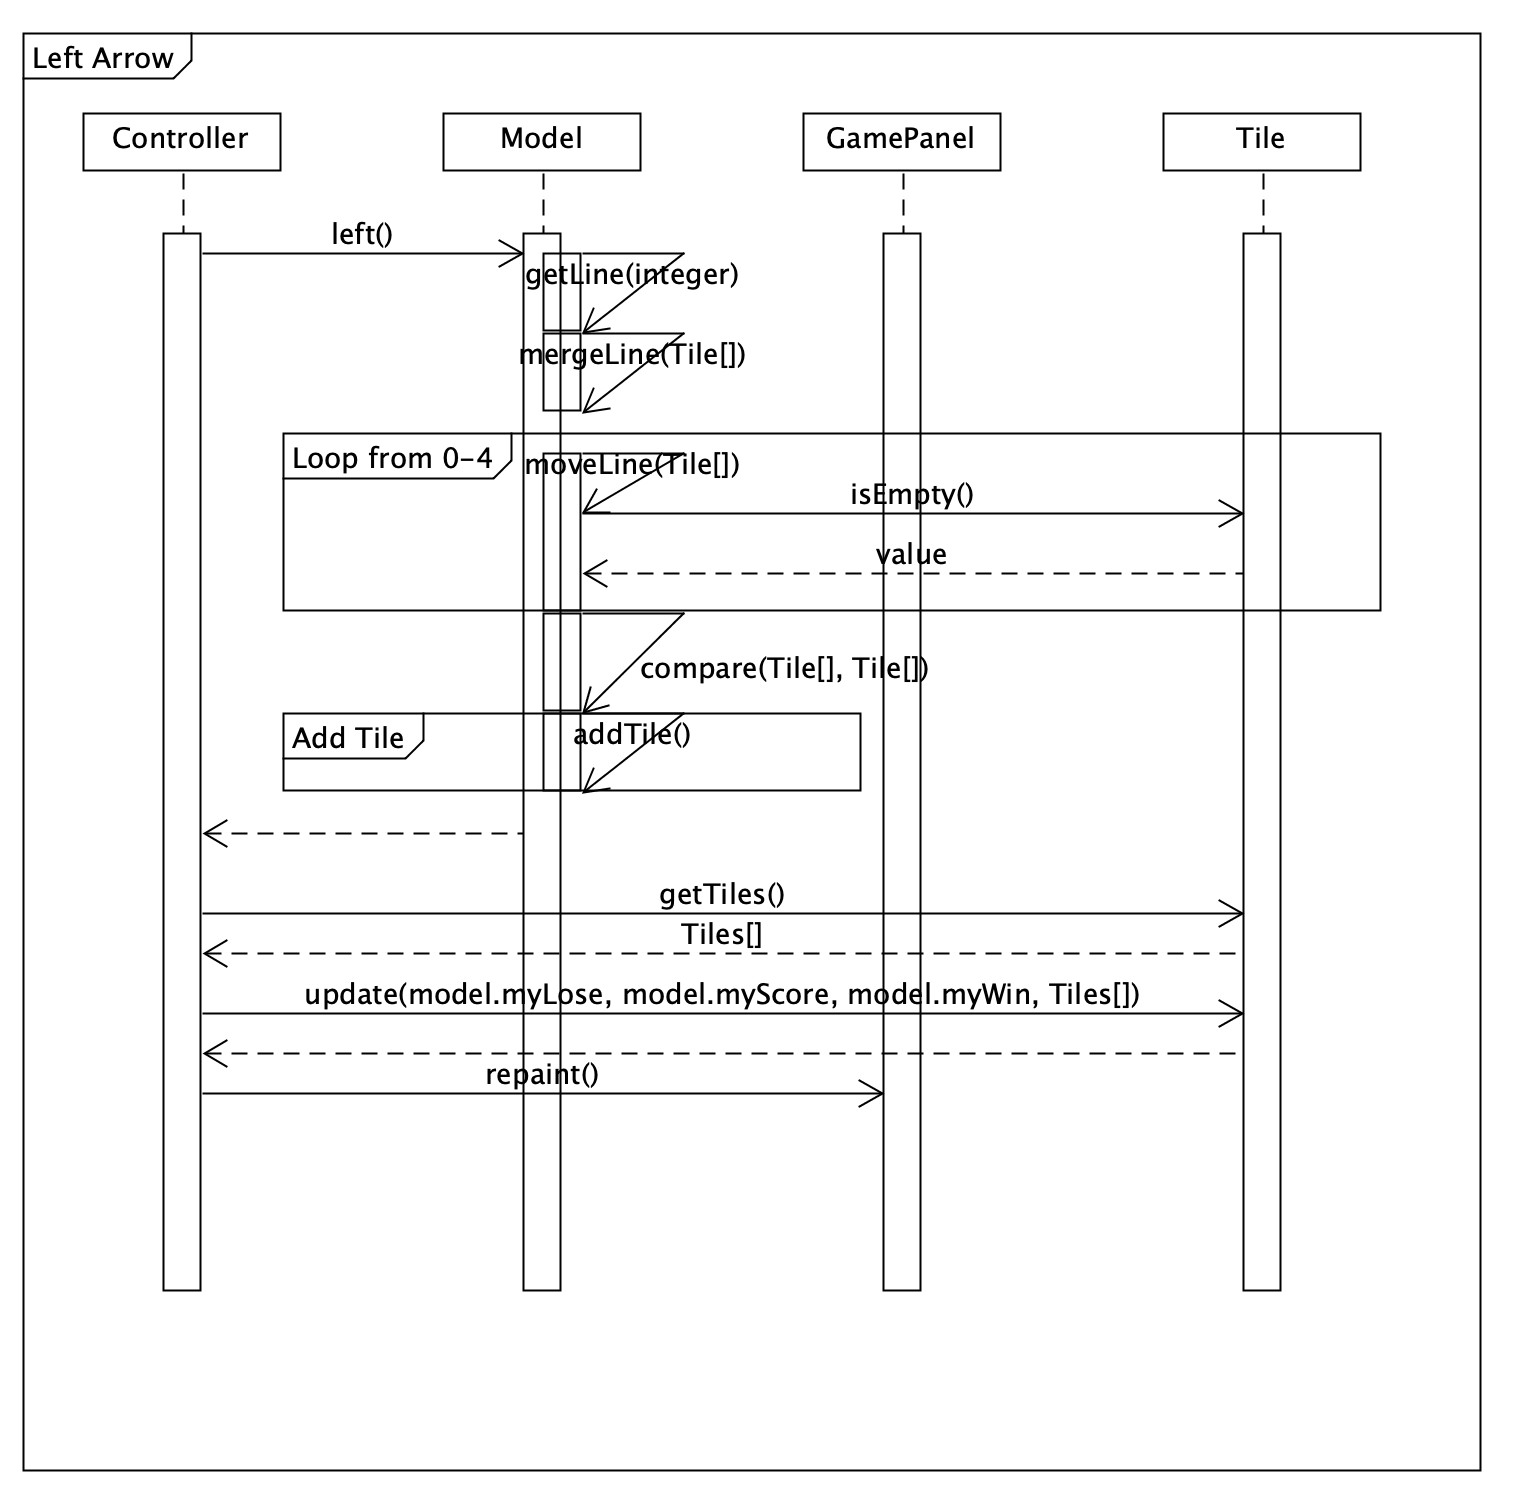 Left Arrow
Controller
Model
GamePanel
Tile
left()
getLine(integer)
mergeLine(Tile[])
Loop from 0-4
moveLine(Tile[])
isEmpty()
value
compare(Tile[], Tile[])
Add Tile
addTile()
getTiles()
Tiles[]
update(model.myLose, model.myScore, model.myWin, Tiles[])
repaint()